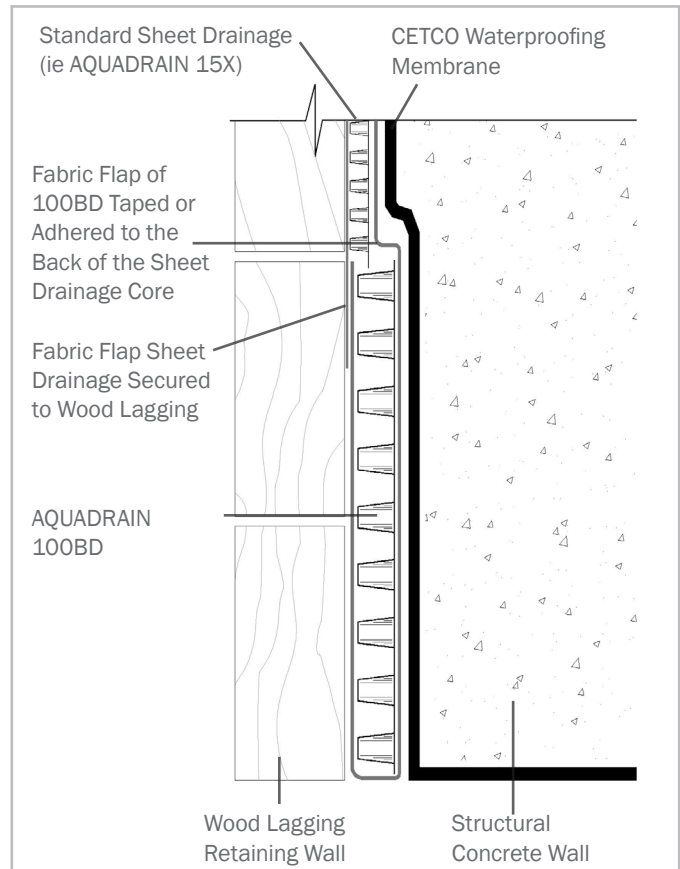 Standard Sheet Drainage
(ie AQUADRAIN 15X)
CETCO Waterproofing
Membrane
Fabric Flap of
100BD Taped or
Adhered to the
Back of the Sheet
Drainage Core
Fabric Flap Sheet
Drainage Secured
to Wood Lagging
AQUADRAIN
100BD
Wood Lagging
Retaining Wall
Structural
Concrete Wall